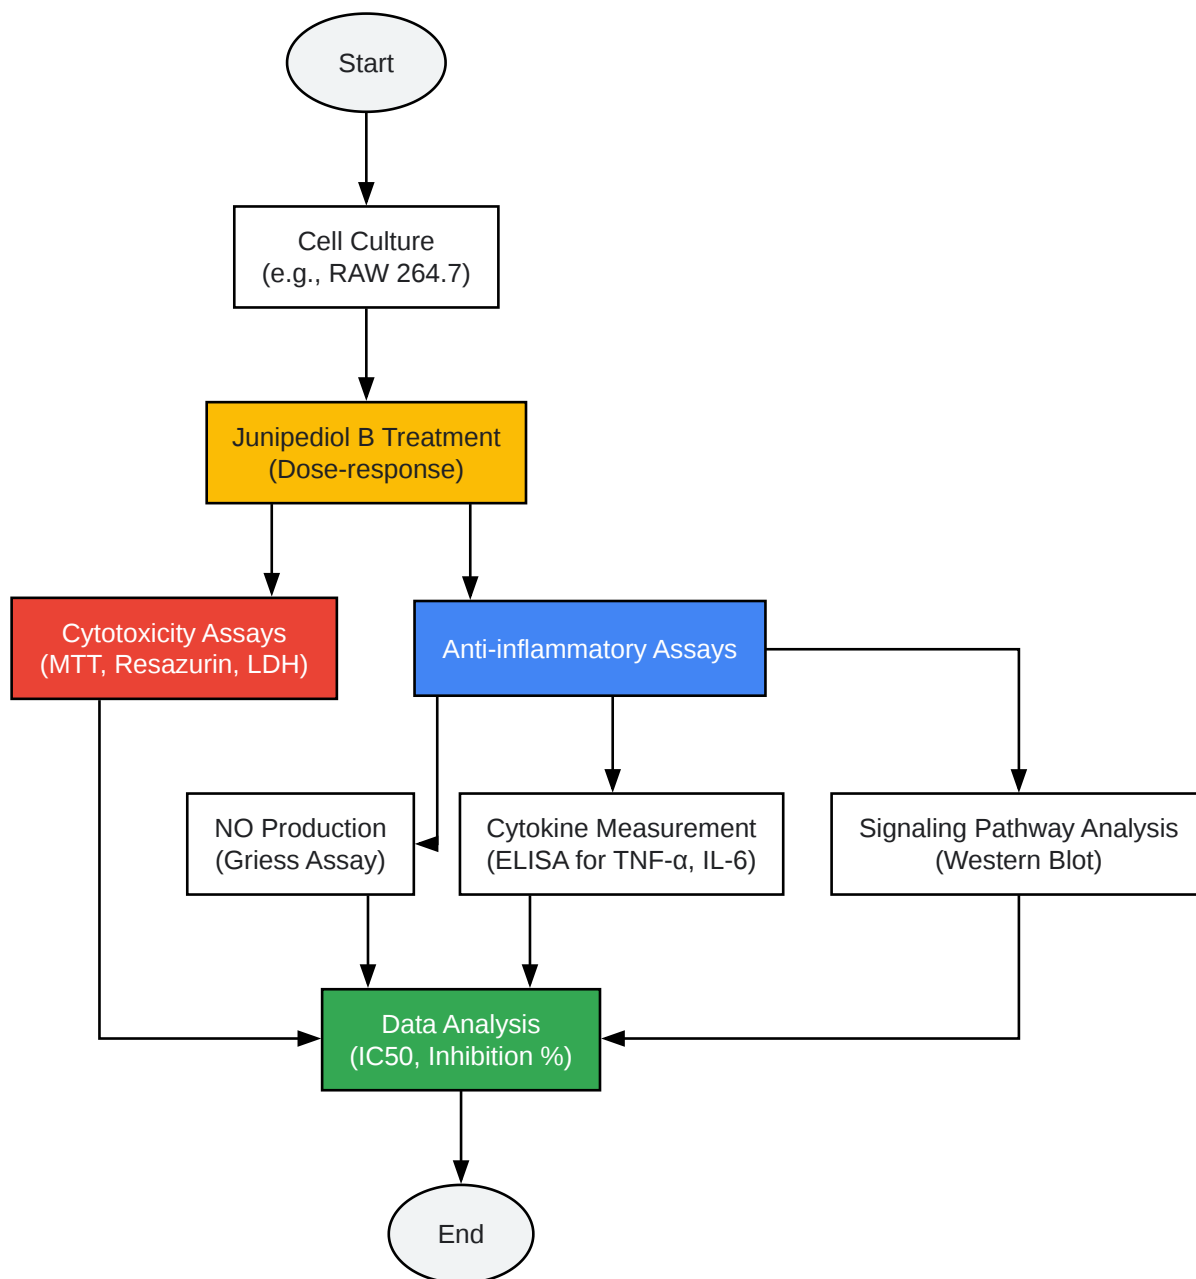 Start
Cell Culture
(e.g., RAW 264.7)
Junipediol B Treatment
(Dose-response)
Cytotoxicity Assays
(MTT, Resazurin, LDH)
Anti-inflammatory Assays
NO Production
(Griess Assay)
Cytokine Measurement
(ELISA for TNF-α, IL-6)
Signaling Pathway Analysis
(Western Blot)
Data Analysis
(IC50, Inhibition %)
End